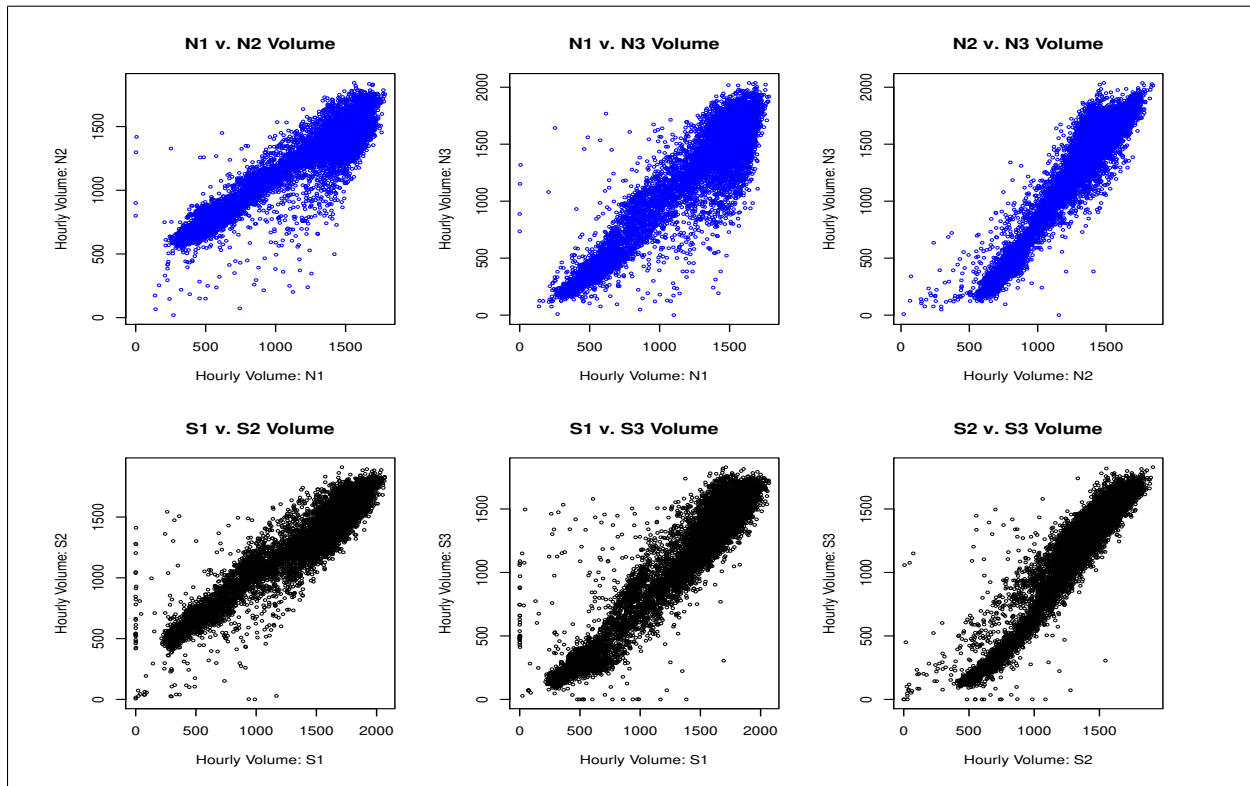 N1 v. N2 Volume
Hourly Volume: N2
0 500 1000 1500
0 500 1000 1500
Hourly Volume: N1
N1 v. N3 Volume
Hourly Volume: N3
0 500 1000 1500 2000
0 500 1000 1500
Hourly Volume: N1
N2 v. N3 Volume
Hourly Volume: N3
0 500 1000 1500 2000
0 500 1000 1500
Hourly Volume: N2
S1 v. S2 Volume
Hourly Volume: S2
0 500 1000 1500
0 500 1000 1500 2000
Hourly Volume: S1
S1 v. S3 Volume
Hourly Volume: S3
0 500 1000 1500
0 500 1000 1500 2000
Hourly Volume: S1
S2 v. S3 Volume
Hourly Volume: S3
0 500 1000 1500
0 500 1000 1500
Hourly Volume: S2